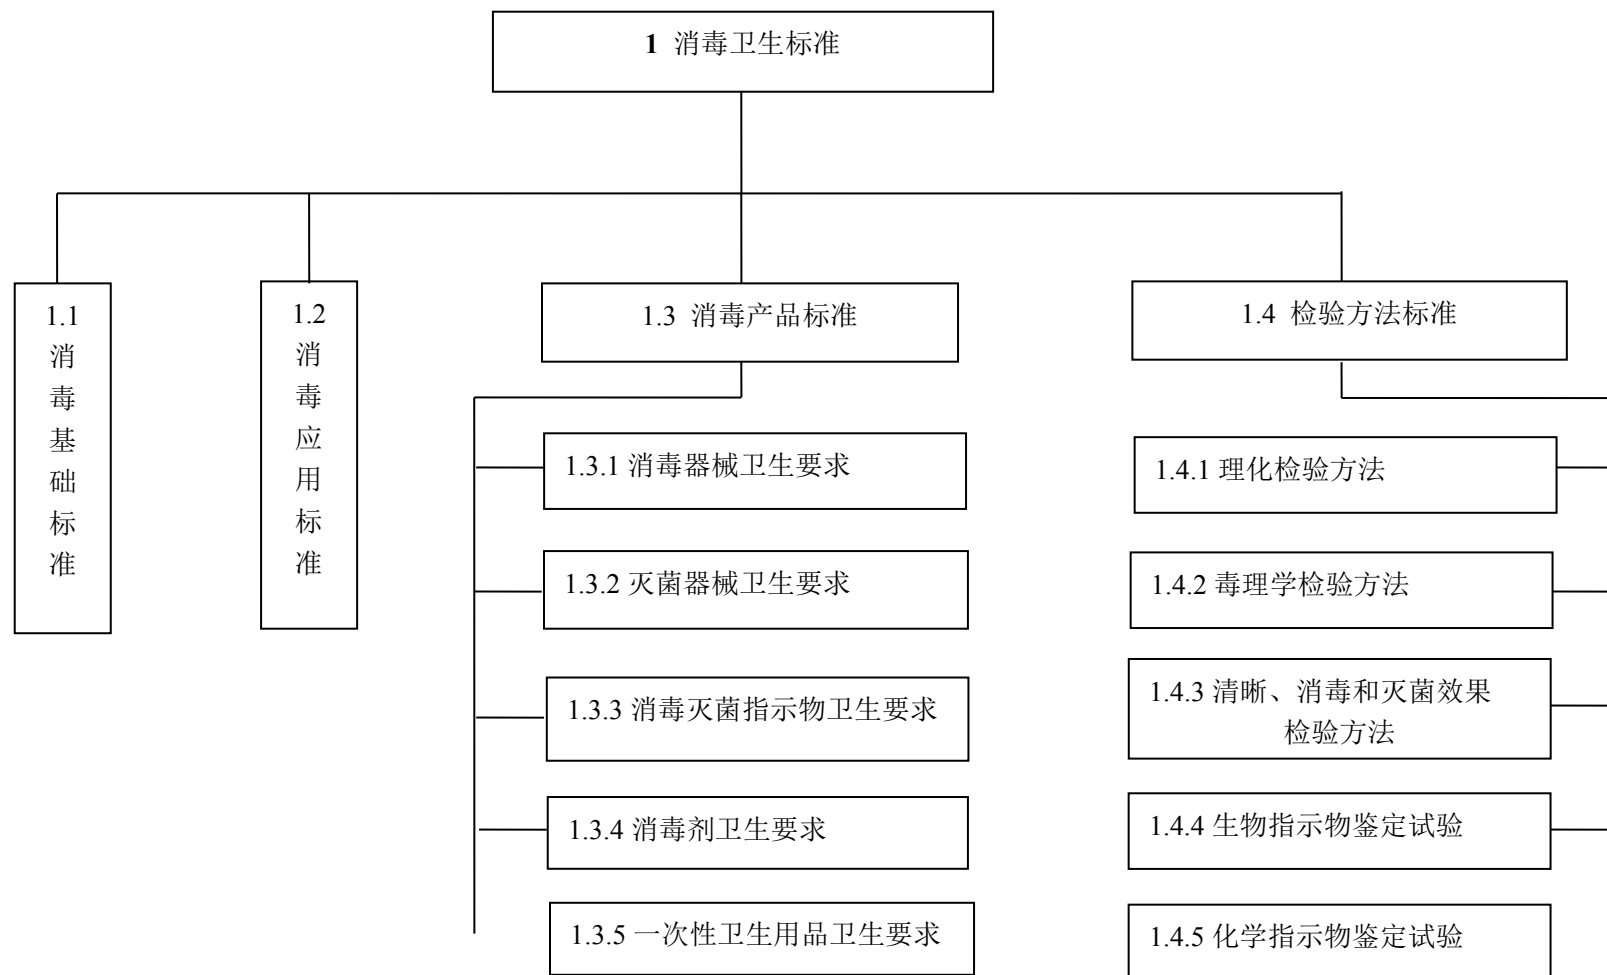 1 消毒卫生标准
1.1
消
毒
基
础
标
准
1.2
消
毒
应
用
标
准
1.3 消毒产品标准
1.3.1 消毒器械卫生要求
1.3.2 灭菌器械卫生要求
1.3.3 消毒灭菌指示物卫生要求
1.3.4 消毒剂卫生要求
1.3.5 一次性卫生用品卫生要求
1.4 检验方法标准
1.4.1 理化检验方法
1.4.2 毒理学检验方法
1.4.3 清晰、消毒和灭菌效果
检验方法
1.4.4 生物指示物鉴定试验
1.4.5 化学指示物鉴定试验